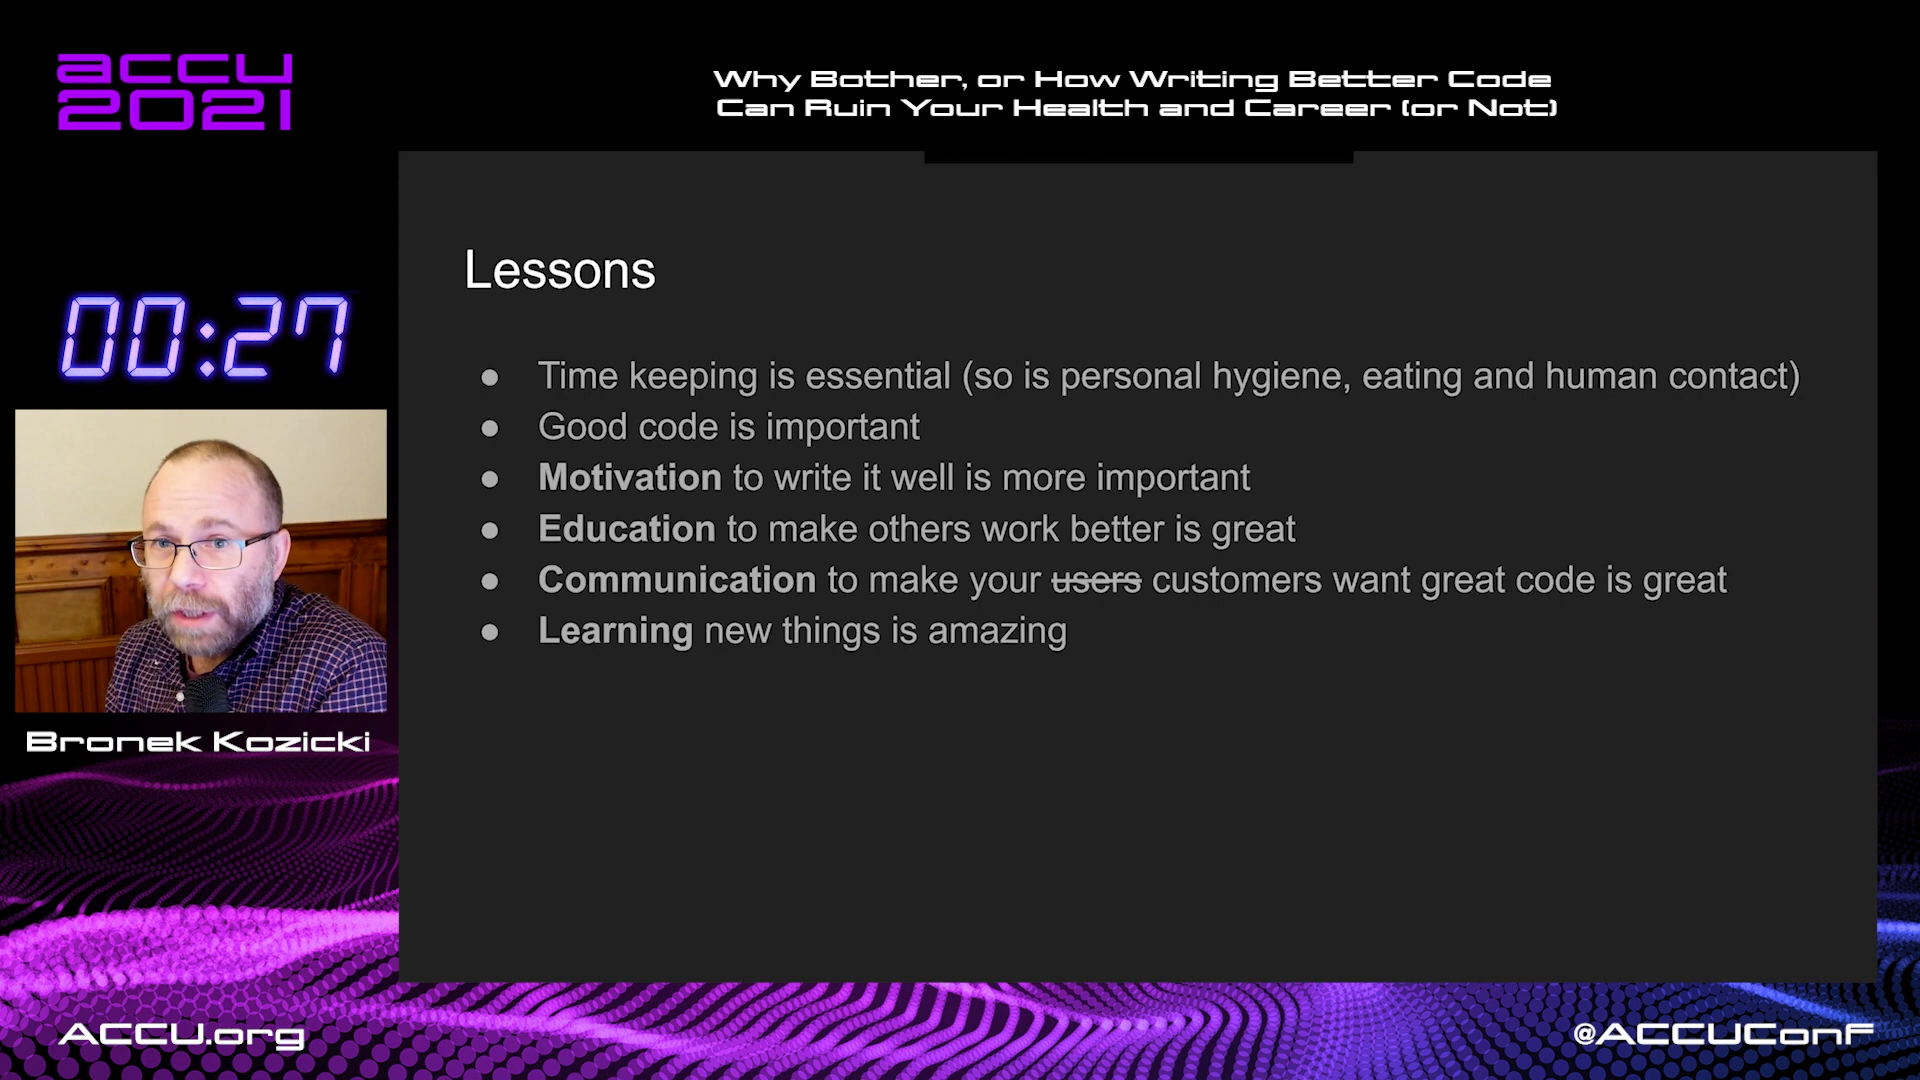 accu
2021
Why Bother, or How Writing Better Code
Can Ruin Your Health and Career (or Not)
00:27
Lessons
● Time keeping is essential (so is personal hygiene, eating and human contact)
● Good code is important
● Motivation to write it well is more important
● Education to make others work better is great
● Communication to make your users customers want great code is great
● Learning new things is amazing
Bronek Kozicki
ACCU.org
@ACCUConf